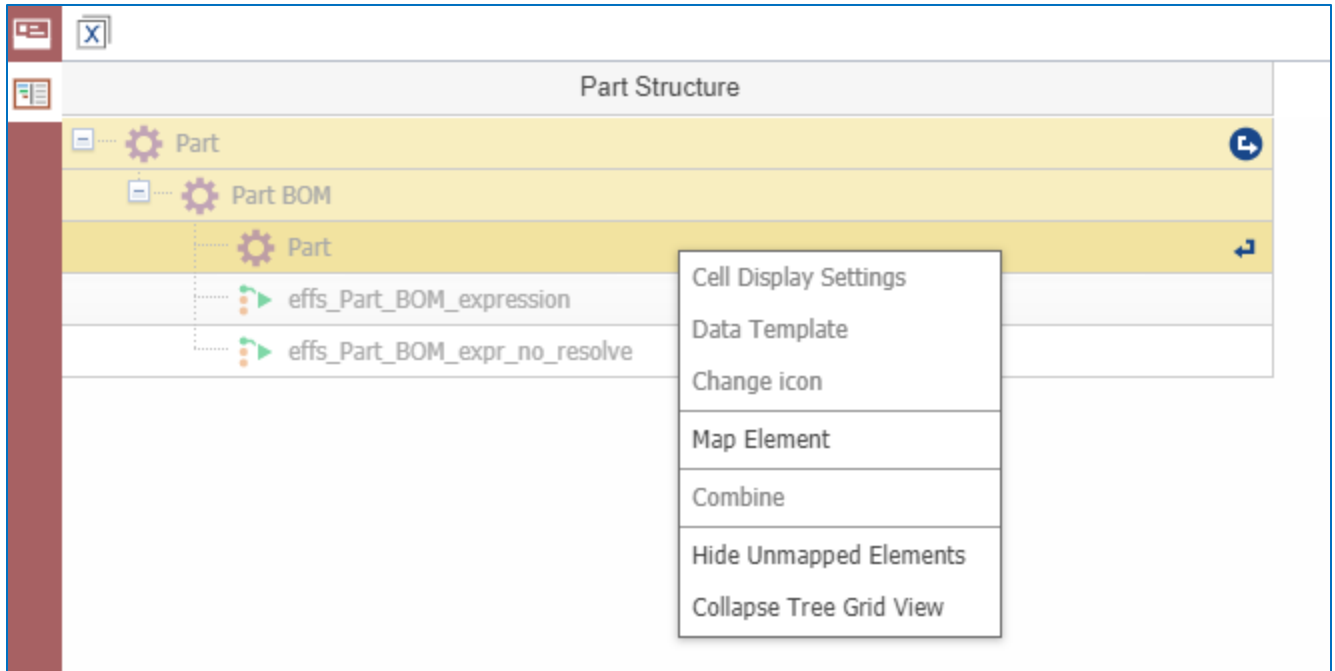 X
Part Structure
Part
Part BOM
Part
effs_Part_BOM_expression
effs_Part_BOM_expr_no_resolve
Cell Display Settings
Data Template
Change icon
Map Element
Combine
Hide Unmapped Elements
Collapse Tree Grid View